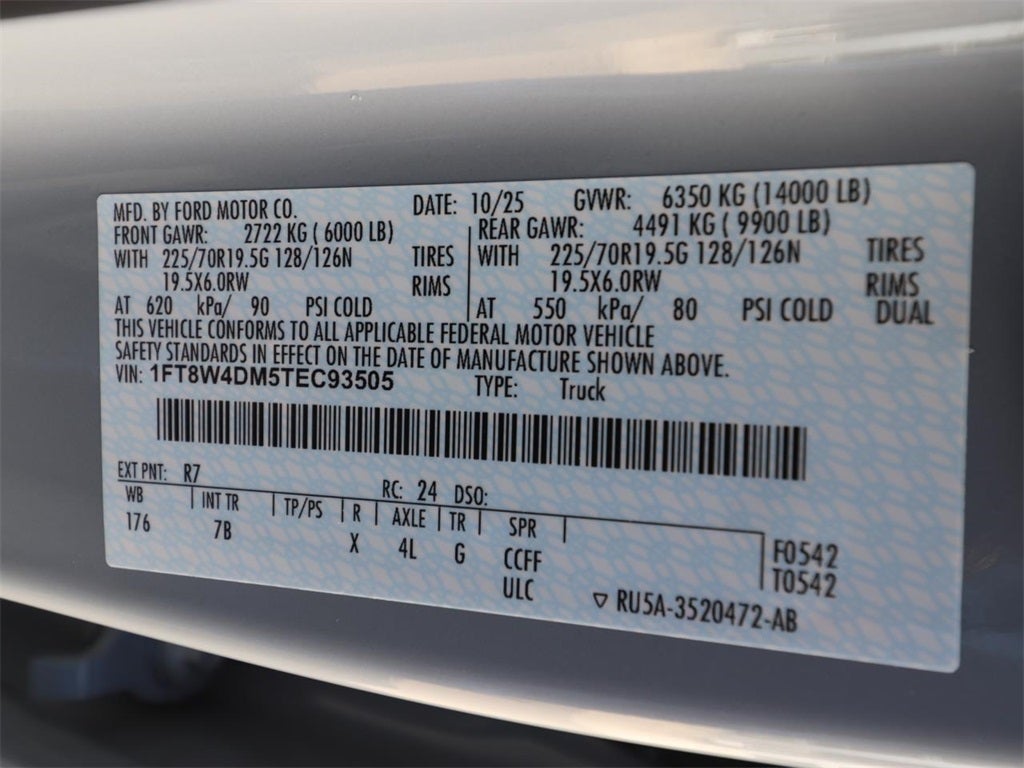 MFD. BY FORD MOTOR CO. DATE: 10/25 GVWR: 6350 KG (14000 LB)
FRONT GAWR: 2722 KG ( 6000 LB) REAR GAWR: 4491 KG ( 9900 LB)
WITH 225/70R19.5G 128/126N TIRES WITH 225/70R19.5G 128/126N TIRES
19.5X6.0RW RIMS 19.5X6.0RW RIMS
AT 620 kPa/ 90 PSI COLD AT 550 kPa/ 80 PSI COLD DUAL
THIS VEHICLE CONFORMS TO ALL APPLICABLE FEDERAL MOTOR VEHICLE
SAFETY STANDARDS IN EFFECT ON THE DATE OF MANUFACTURE SHOWN ABOVE.
VIN: 1FT8W4DM5TEC93505 TYPE: Truck
EXT PNT: R7 RC: 24 DSO:
WB INT TR TP/PS R AXLE TR SPR
176 7B X 4L G CCFF F0542
ULC T0542
▽ RU5A-3520472-AB